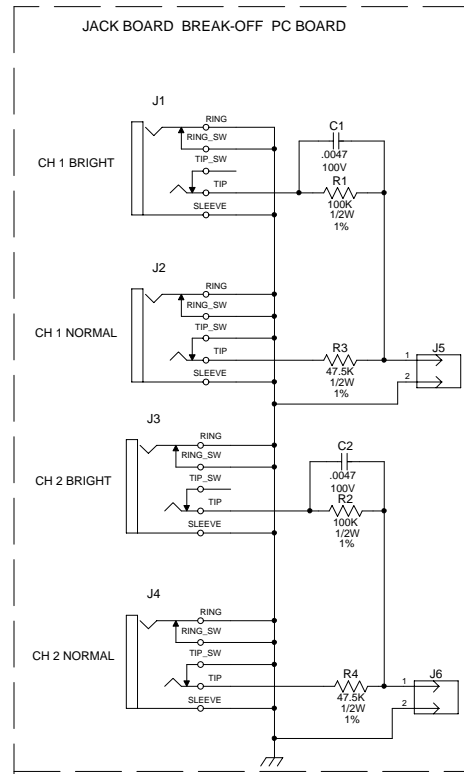 JACK BOARD BREAK-OFF PC BOARD
J1
RING
RING_SW
TIP_SW
TIP
SLEEVE
CH 1 BRIGHT
C1
.0047
100V
R1
100K
1/2W
1%
J2
RING
RING_SW
TIP_SW
TIP
SLEEVE
CH 1 NORMAL
R3
47.5K
1/2W
1%
J5
1
2
J3
RING
RING_SW
TIP_SW
TIP
SLEEVE
CH 2 BRIGHT
C2
.0047
100V
R2
100K
1/2W
1%
J4
RING
RING_SW
TIP_SW
TIP
SLEEVE
CH 2 NORMAL
R4
47.5K
1/2W
1%
J6
1
2